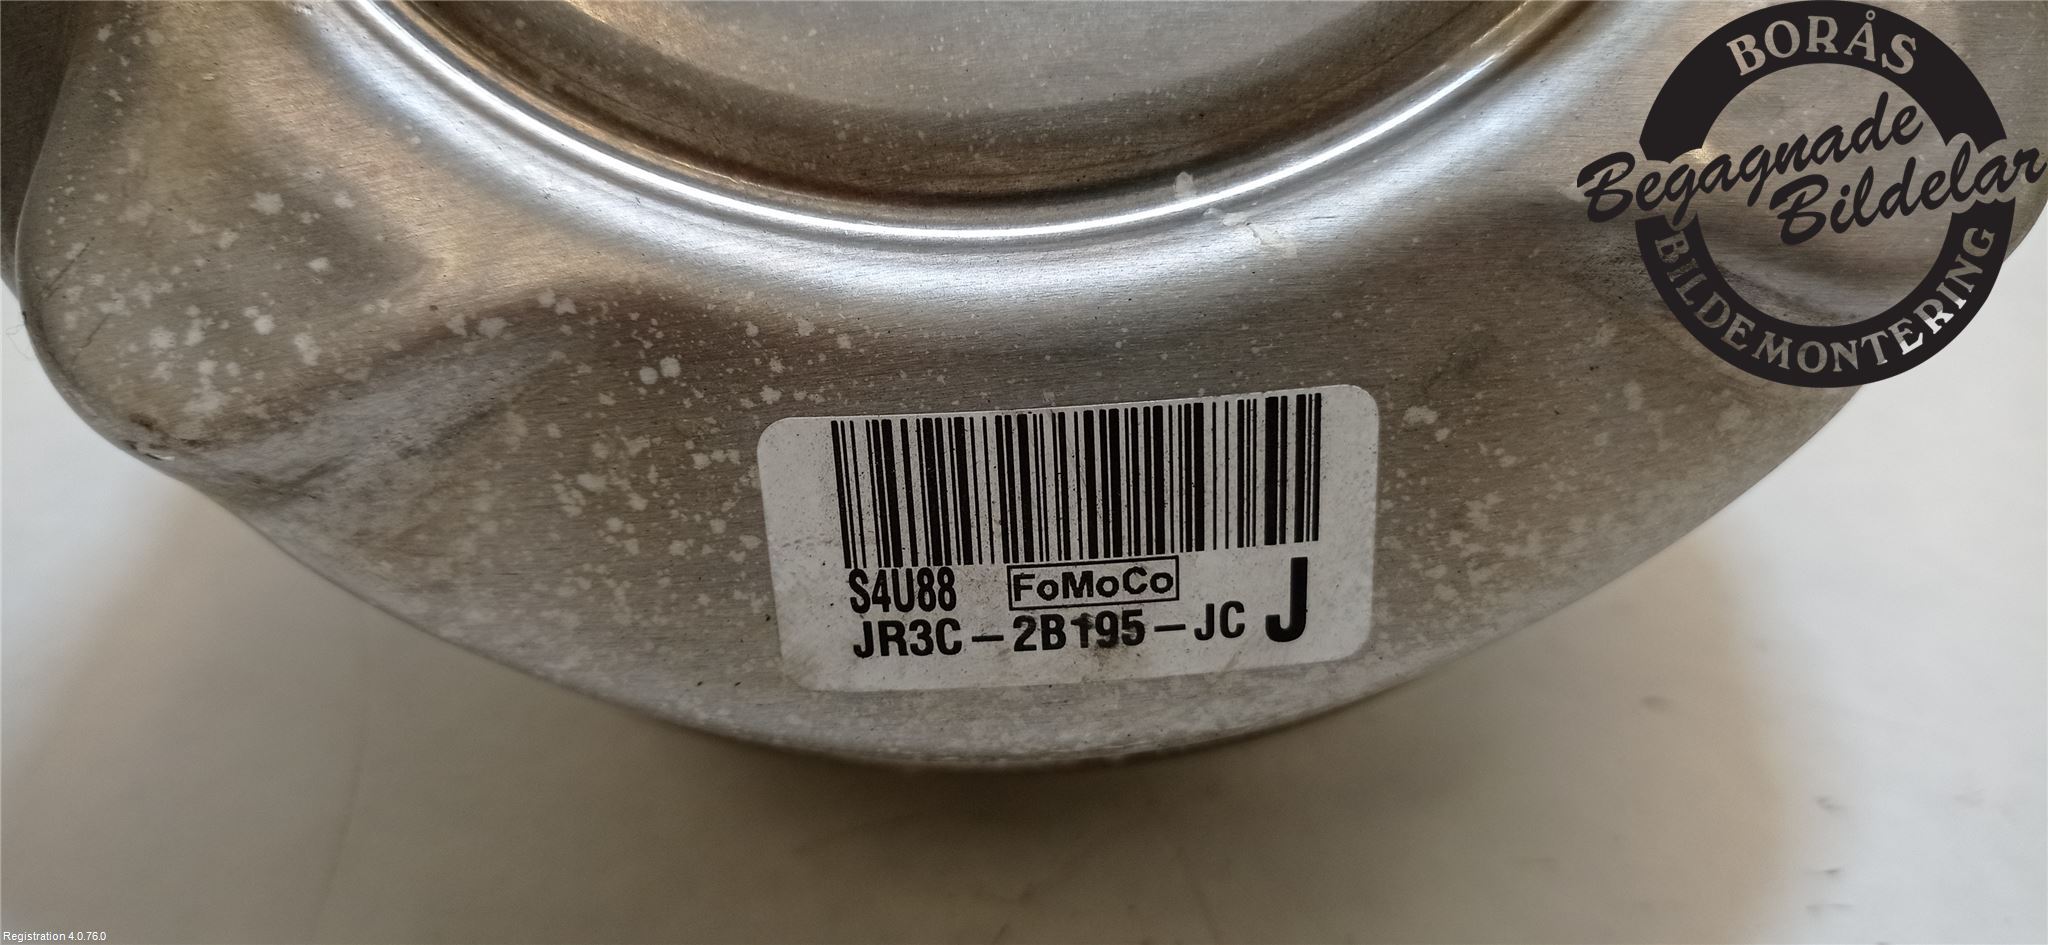 BORÅS
Begagnade
Bildelar
BILDEMONTERING
S4U88 FoMoCo
JR3C-2B195-JC J
Registration 4.0.76.0